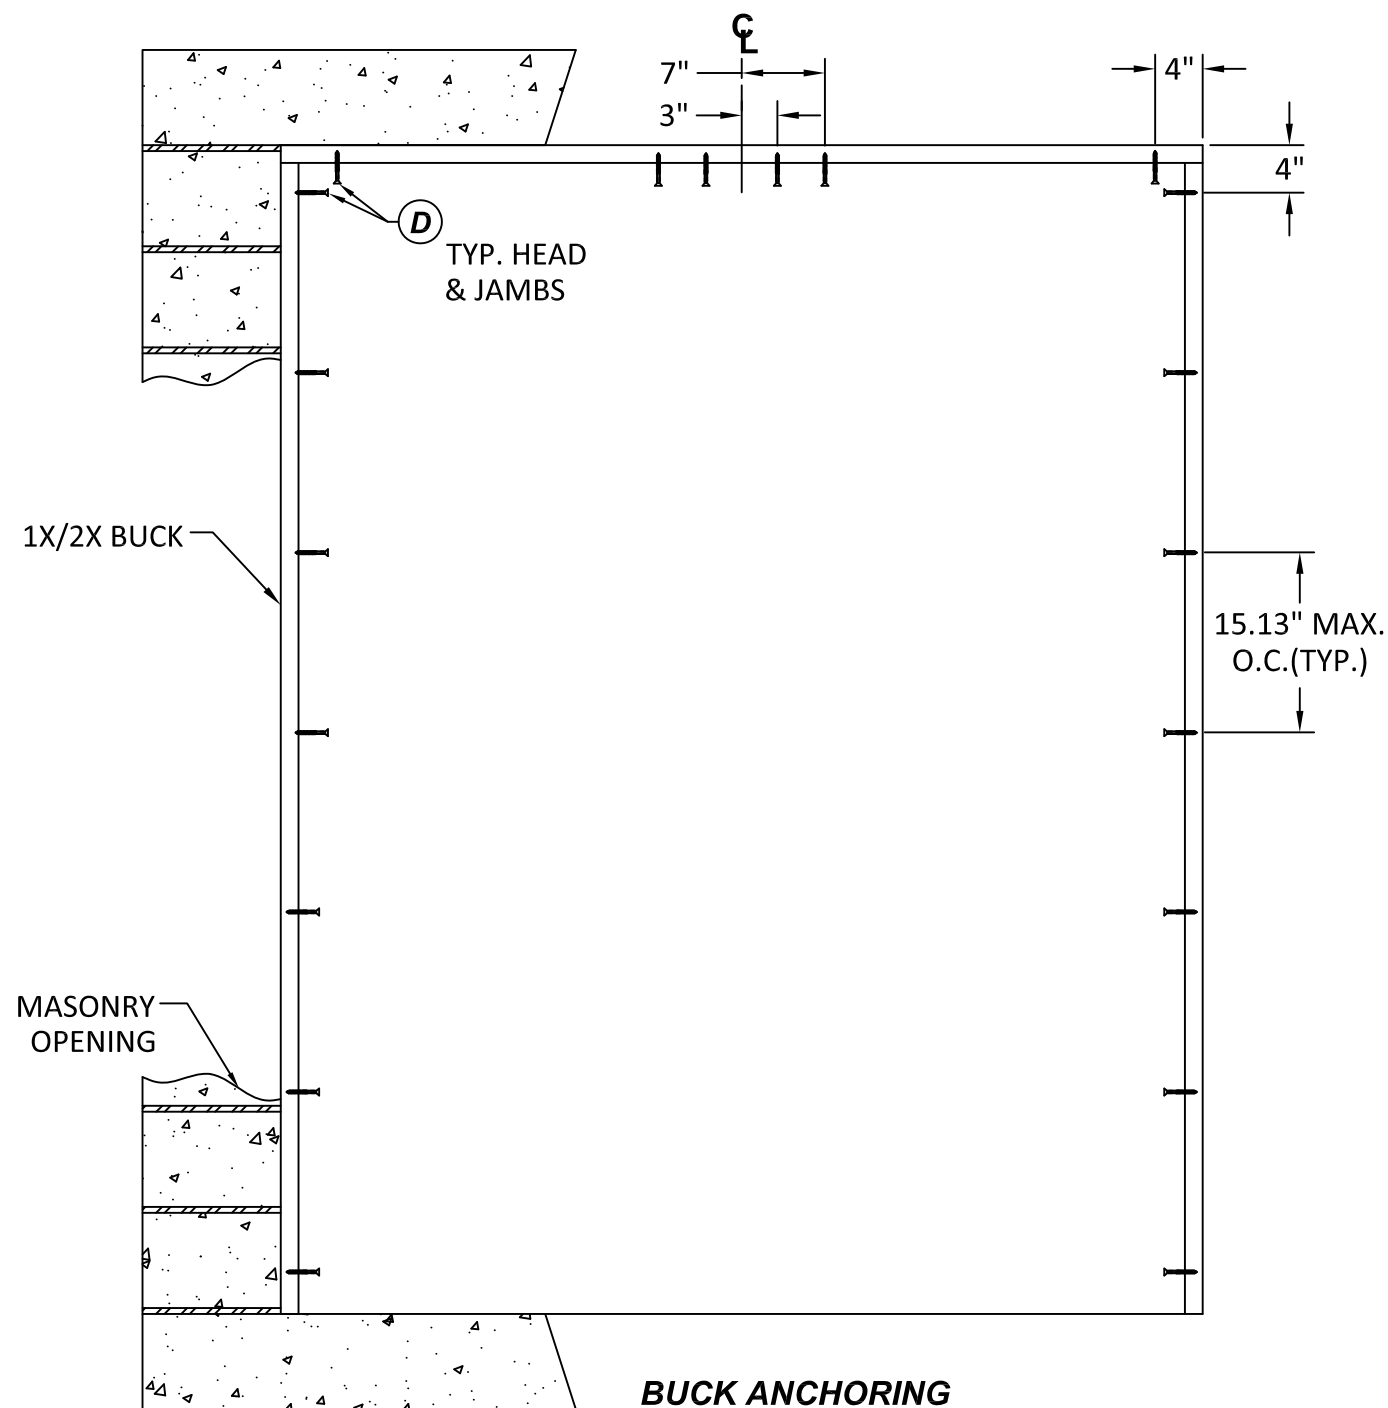 ℄
7"
4"
3"
4"
D
TYP. HEAD
& JAMBS
1X/2X BUCK
15.13" MAX.
O.C.(TYP.)
MASONRY
OPENING
BUCK ANCHORING